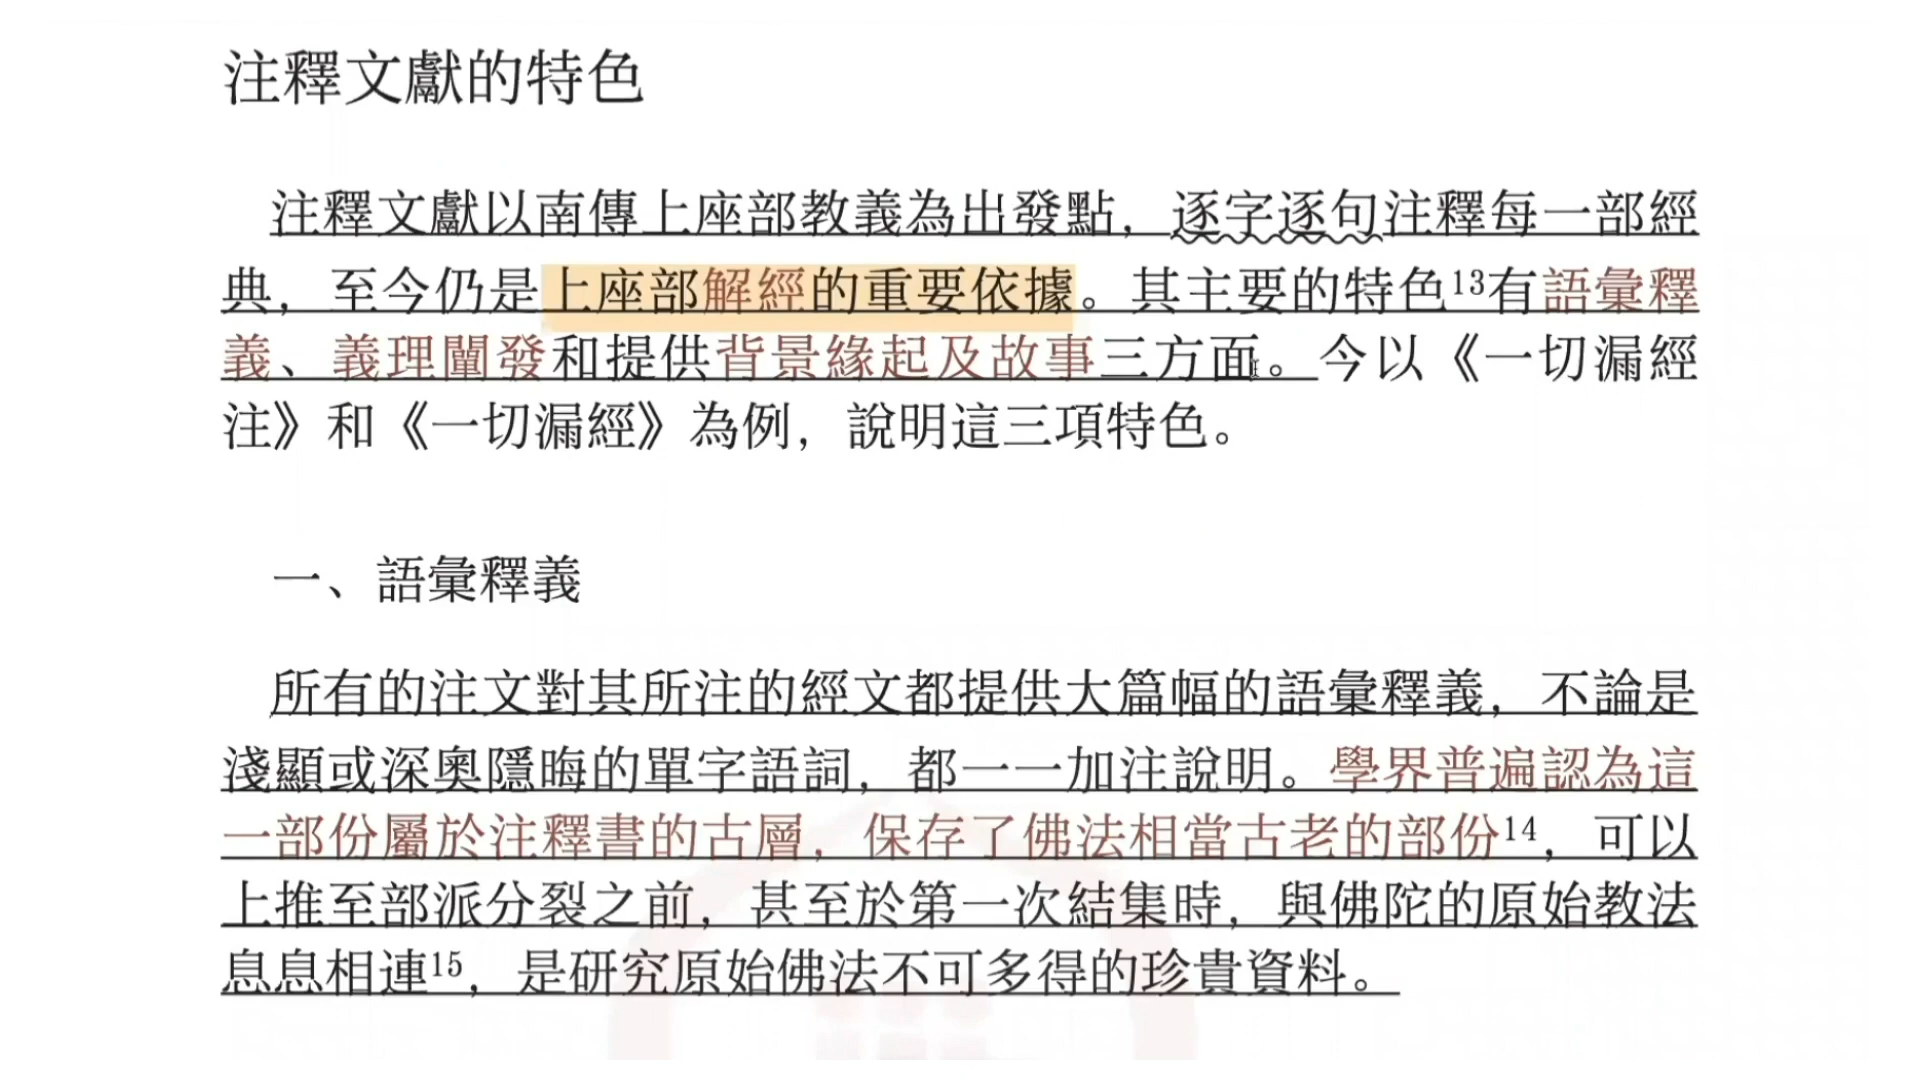 注釋文獻的特色
注釋文獻以南傳上座部教義為出發點，逐字逐句注釋每一部經
典，至今仍是上座部解經的重要依據。其主要的特色13有語彙釋
義、義理闡發和提供背景緣起及故事三方面。今以《一切漏經
注》和《一切漏經》為例，說明這三項特色。
一、語彙釋義
所有的注文對其所注的經文都提供大篇幅的語彙釋義，不論是
淺顯或深奧隱晦的單字語詞，都一一加注說明。學界普遍認為這
一部份屬於注釋書的古層，保存了佛法相當古老的部份14，可以
上推至部派分裂之前，甚至於第一次結集時，與佛陀的原始教法
息息相連15，是研究原始佛法不可多得的珍貴資料。